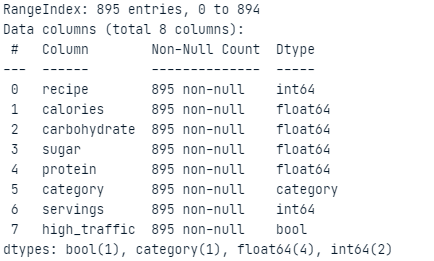 RangeIndex: 895 entries, 0 to 894
Data columns (total 8 columns):
 #   Column        Non-Null Count  Dtype
---  ------        --------------  -----
 0   recipe        895 non-null    int64
 1   calories      895 non-null    float64
 2   carbohydrate  895 non-null    float64
 3   sugar         895 non-null    float64
 4   protein       895 non-null    float64
 5   category      895 non-null    category
 6   servings      895 non-null    int64
 7   high_traffic  895 non-null    bool
dtypes: bool(1), category(1), float64(4), int64(2)